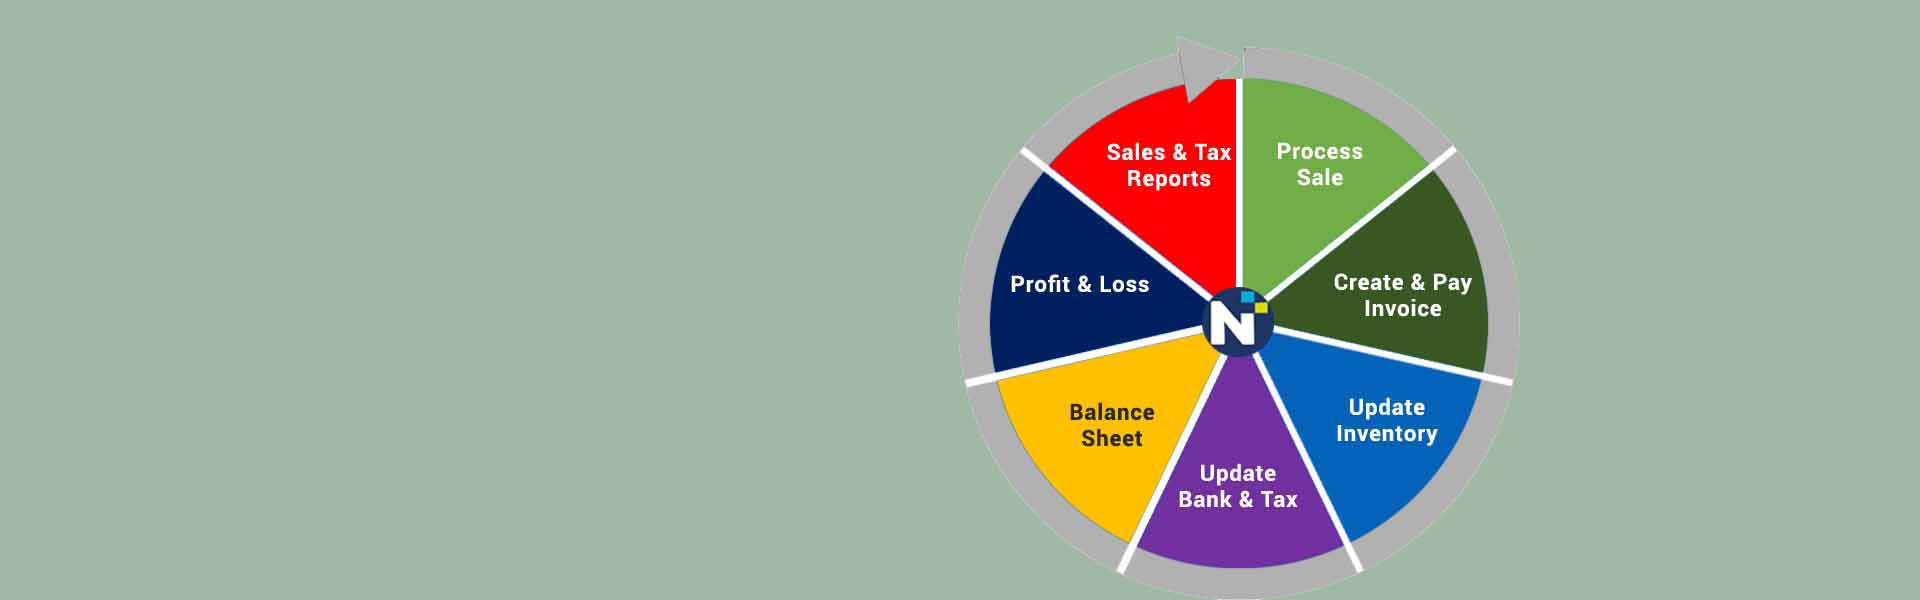 Process
Sale
Create & Pay
Invoice
Update
Inventory
Update
Bank & Tax
Balance
Sheet
Profit & Loss
Sales & Tax
Reports
N